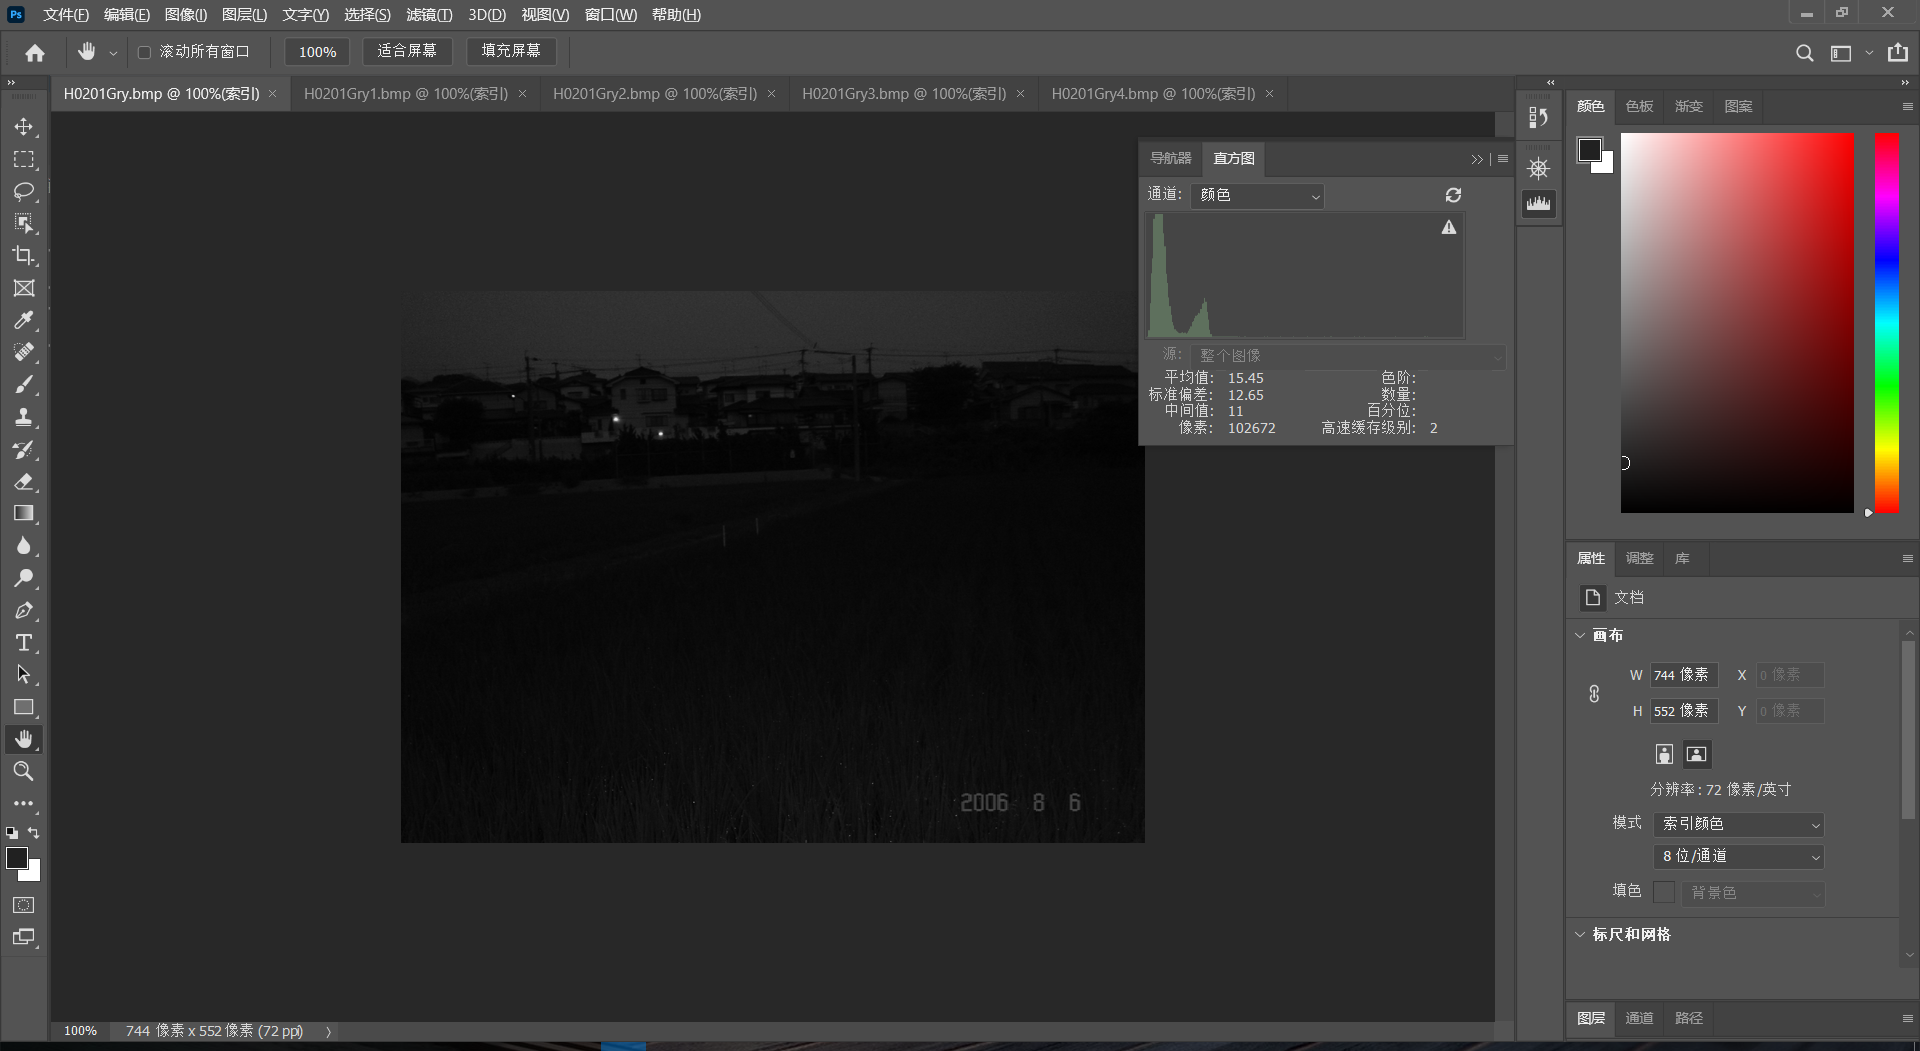 Ps 文件(F) 编辑(E) 图像(I) 图层(L) 文字(Y) 选择(S) 滤镜(T) 3D(D) 视图(V) 窗口(W) 帮助(H)
滚动所有窗口 100% 适合屏幕 填充屏幕
H0201Gry.bmp @ 100%(索引) × H0201Gry1.bmp @ 100%(索引) × H0201Gry2.bmp @ 100%(索引) × H0201Gry3.bmp @ 100%(索引) × H0201Gry4.bmp @ 100%(索引) ×
导航器 直方图
通道: 颜色
源: 整个图像
平均值: 15.45 色阶:
标准偏差: 12.65 数量:
中间值: 11 百分位:
像素: 102672 高速缓存级别: 2
2006 8 6
颜色 色板 渐变 图案
属性 调整 库
文档
画布
W 744 像素 X 0 像素
H 552 像素 Y 0 像素
分辨率: 72 像素/英寸
模式 索引颜色
8 位/通道
填色 背景色
标尺和网格
图层 通道 路径
100% 744 像素 x 552 像素 (72 ppi)